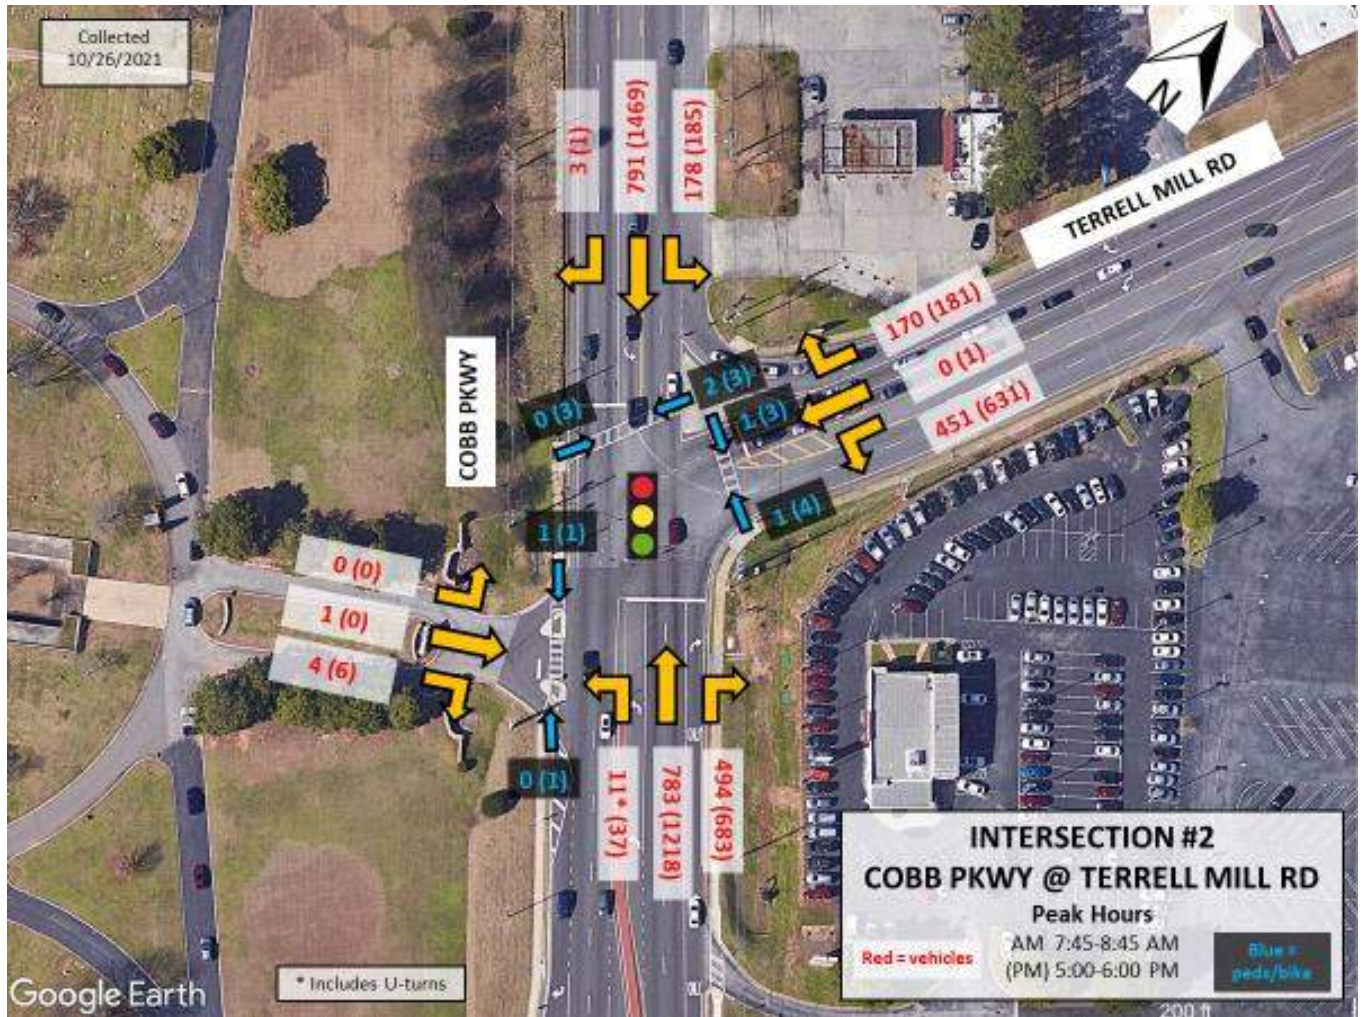 Collected
10/26/2021
3 (1)
791 (1469)
178 (185)
N
TERRELL MILL RD
170 (181)
0 (1)
451 (631)
COBB PKWY
0 (3)
2 (3)
1 (3)
1 (4)
1 (1)
0 (0)
1 (0)
4 (6)
0 (1)
11* (37)
783 (1218)
494 (683)
INTERSECTION #2
COBB PKWY @ TERRELL MILL RD
Peak Hours
AM 7:45-8:45 AM
(PM) 5:00-6:00 PM
Red = vehicles
Blue =
peds/bike
* Includes U-turns
Google Earth
200 ft